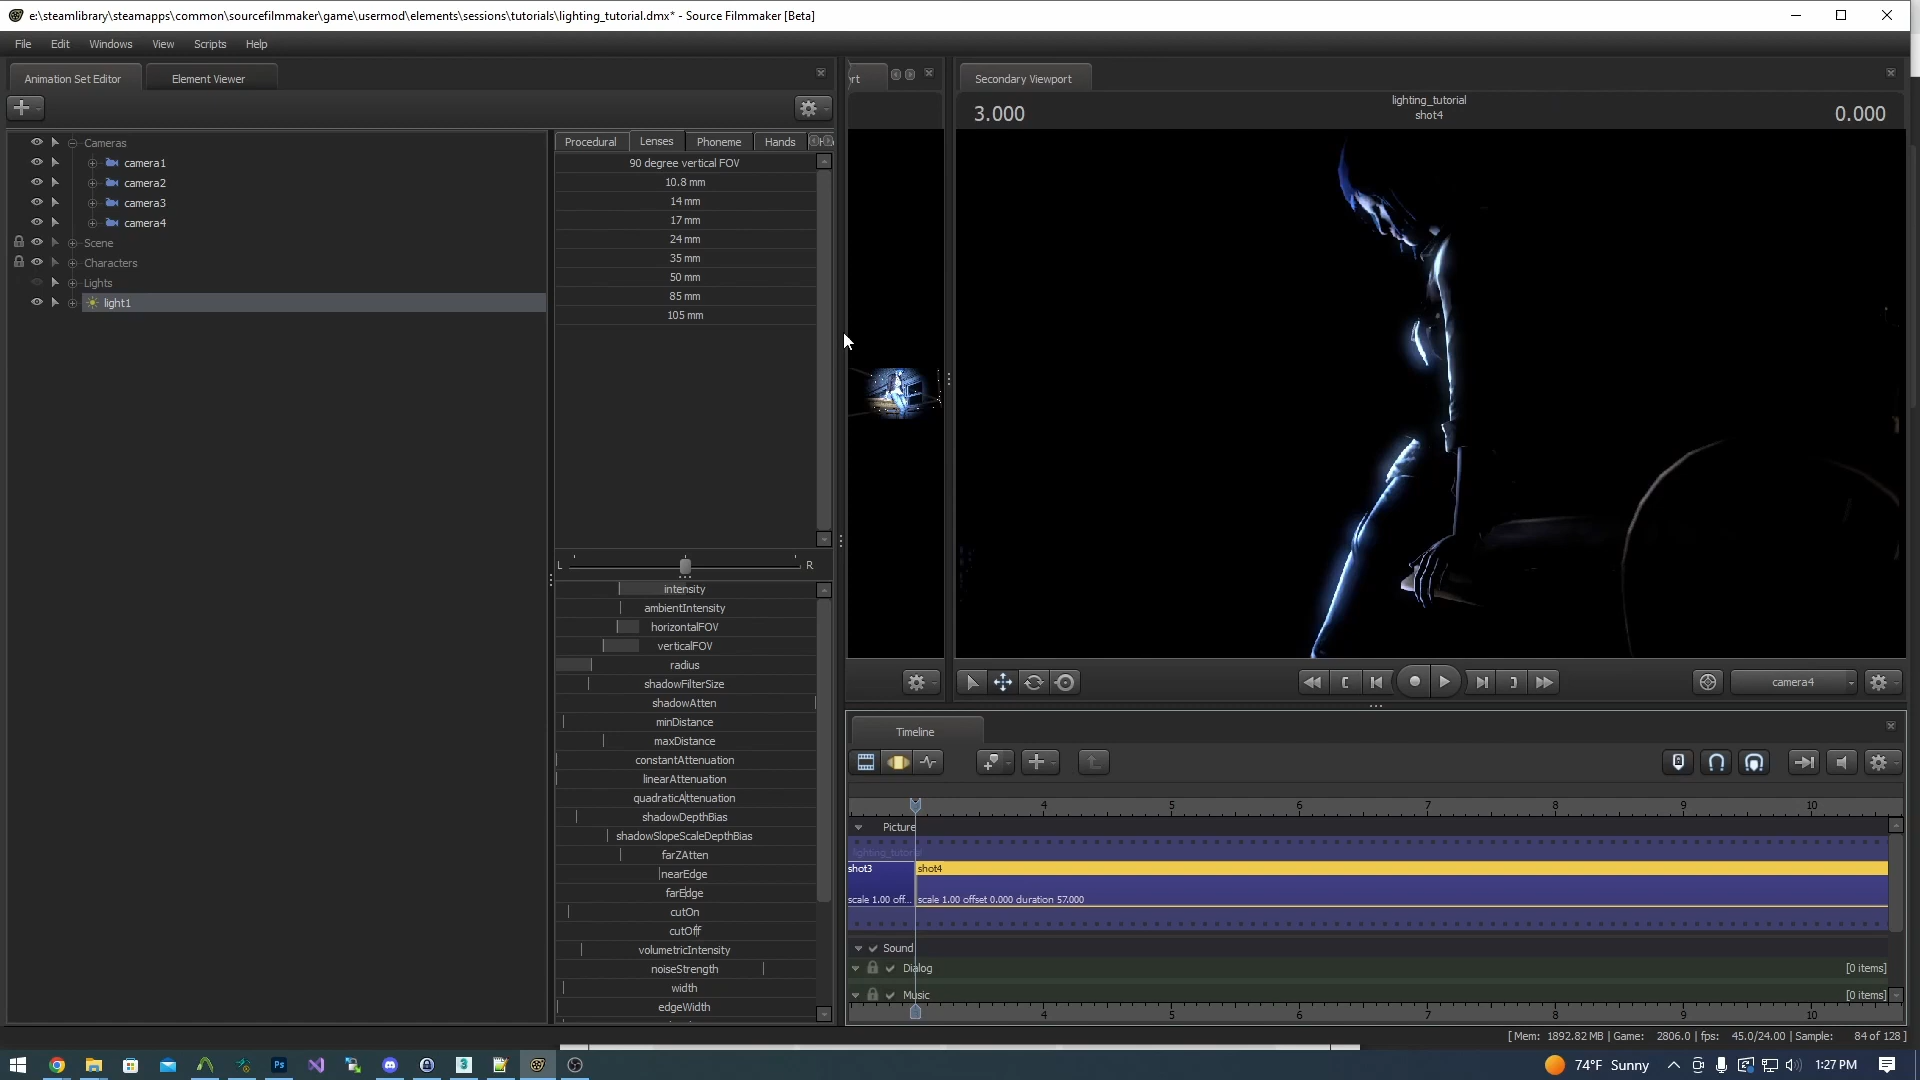 e:\steamlibrary\steamapps\common\sourcefilmmaker\game\usermod\elements\sessions\tutorials\lighting_tutorial.dmx* - Source Filmmaker [Beta]
File Edit Windows View Scripts Help
Animation Set Editor
Element Viewer
Cameras
camera1
camera2
camera3
camera4
Scene
Characters
Lights
light1
Procedural Lenses Phoneme Hands
90 degree vertical FOV
10.8 mm
14 mm
17 mm
24 mm
35 mm
50 mm
85 mm
105 mm
L R
intensity
ambientIntensity
horizontalFOV
verticalFOV
radius
shadowFilterSize
shadowAtten
minDistance
maxDistance
constantAttenuation
linearAttenuation
quadraticAttenuation
shadowDepthBias
shadowSlopeScaleDepthBias
farZAtten
nearEdge
farEdge
cutOn
cutOff
volumetricIntensity
noiseStrength
width
edgeWidth
rt
Secondary Viewport
3.000
lighting_tutorial
shot4
0.000
camera4
Timeline
4 5 6 7 8 9 10
Picture
lighting_tutorial
shot3
shot4
scale 1.00 off...
scale 1.00 offset 0.000 duration 57.000
Sound
Dialog [0 items]
Music [0 items]
4 5 6 7 8 9 10
[ Mem: 1892.82 MB | Game: 2806.0 | fps: 45.0/24.00 | Sample: 84 of 128 ]
Ps
3
74°F Sunny
1:27 PM